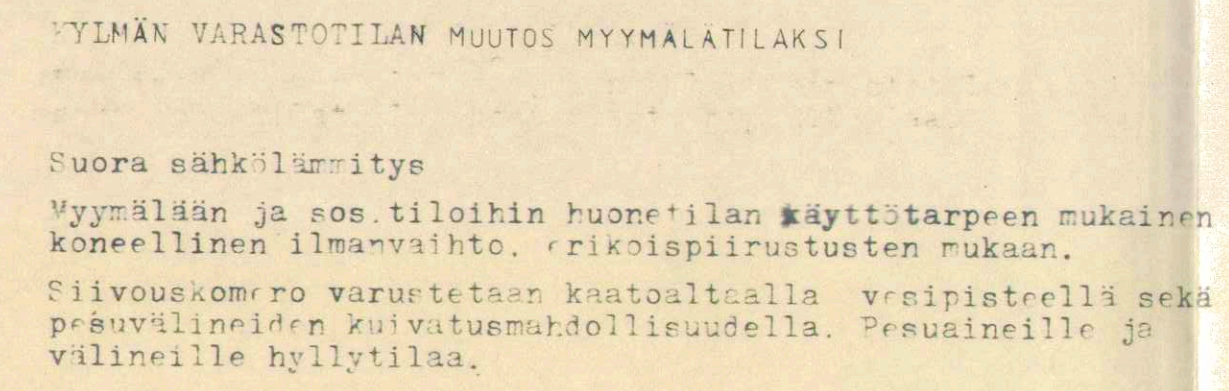 KYLMÄN VARASTOTILAN MUUTOS MYYMÄLÄTILAKSI
Suora sähkölämmitys
Myymälään ja sos.tiloihin huonetilan käyttötarpeen mukainen
koneellinen ilmanvaihto, erikoispiirustusten mukaan.
Siivouskomero varustetaan kaatoaltaalla vesipisteellä sekä
pesuvälineiden kuivatusmahdollisuudella. Pesuaineille ja
välineille hyllytilaa.